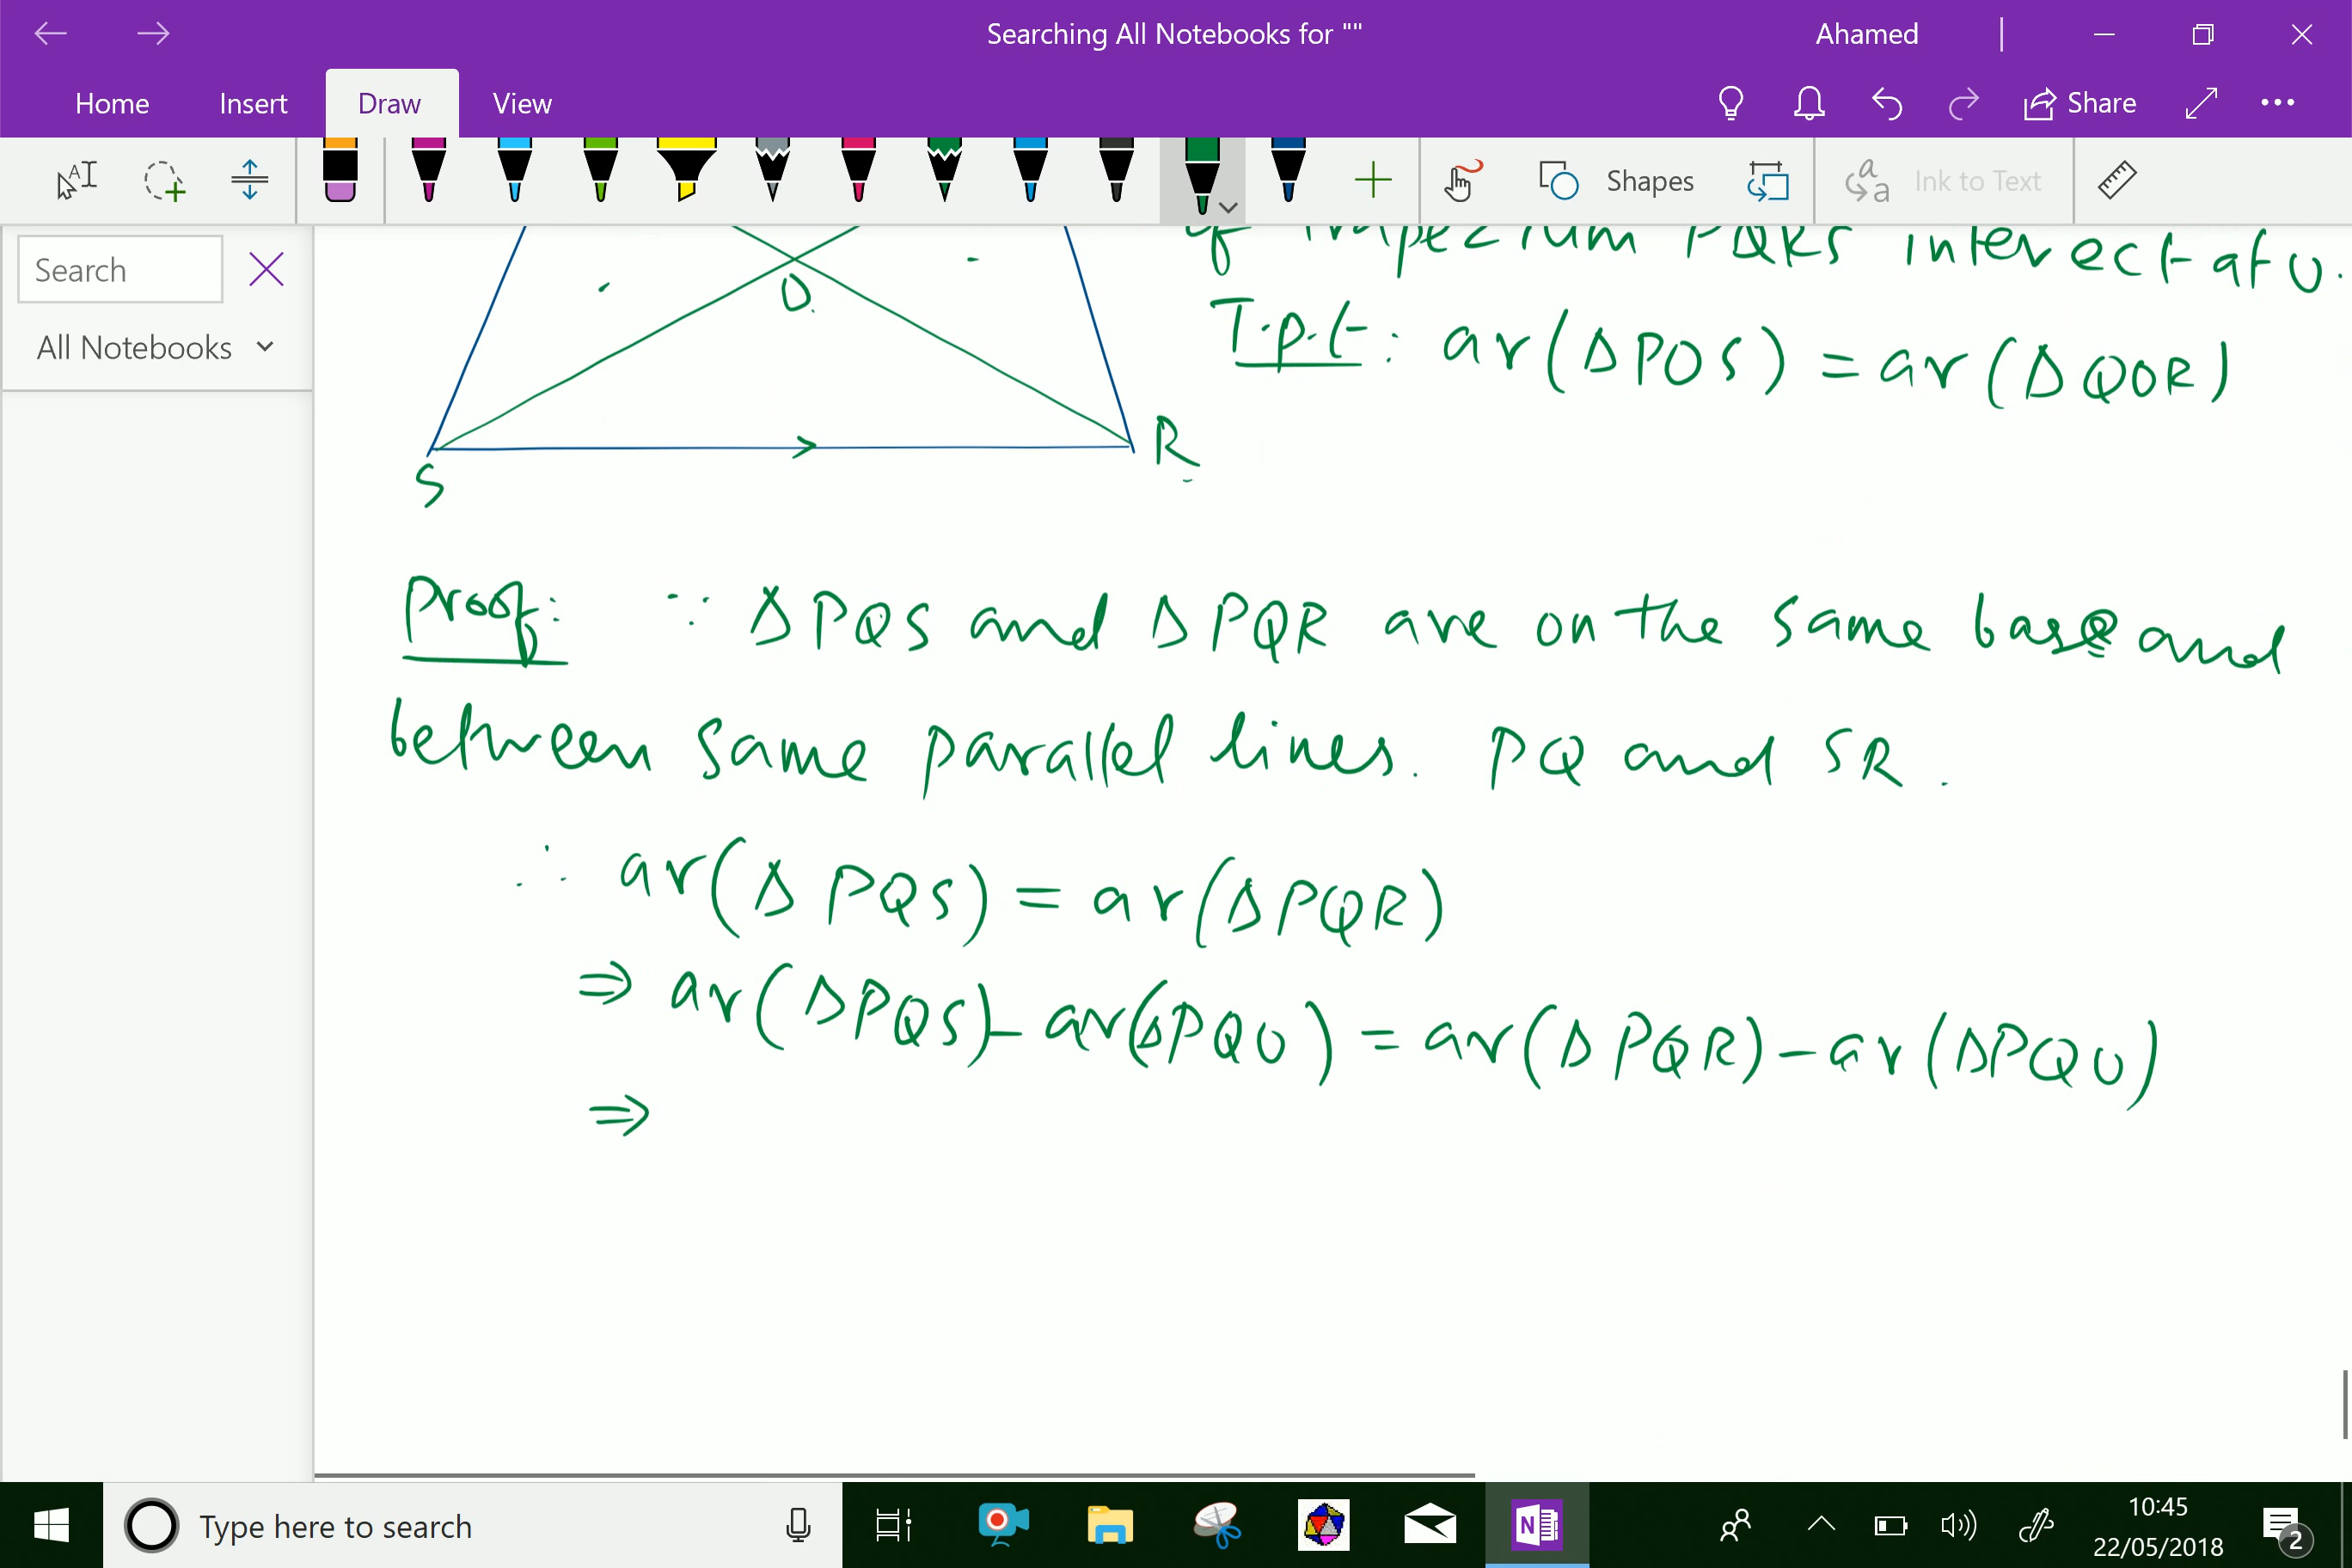 Searching All Notebooks for ""
Ahamed
Home Insert Draw View
Share
Shapes
Ink to Text
Search
All Notebooks
of Trapezium PQRS intersect at O.
O.
T.p.t: ar(ΔPOS) = ar(ΔQOR)
S
R
Proof: ∵ ΔPQS and ΔPQR are on the same base and
between same parallel lines. PQ and SR.
∴ ar(ΔPQS) = ar(ΔPQR)
⇒ ar(ΔPQS) - ar(ΔPQO) = ar(ΔPQR) - ar(ΔPQO)
⇒
Type here to search
N
10:45
22/05/2018
2